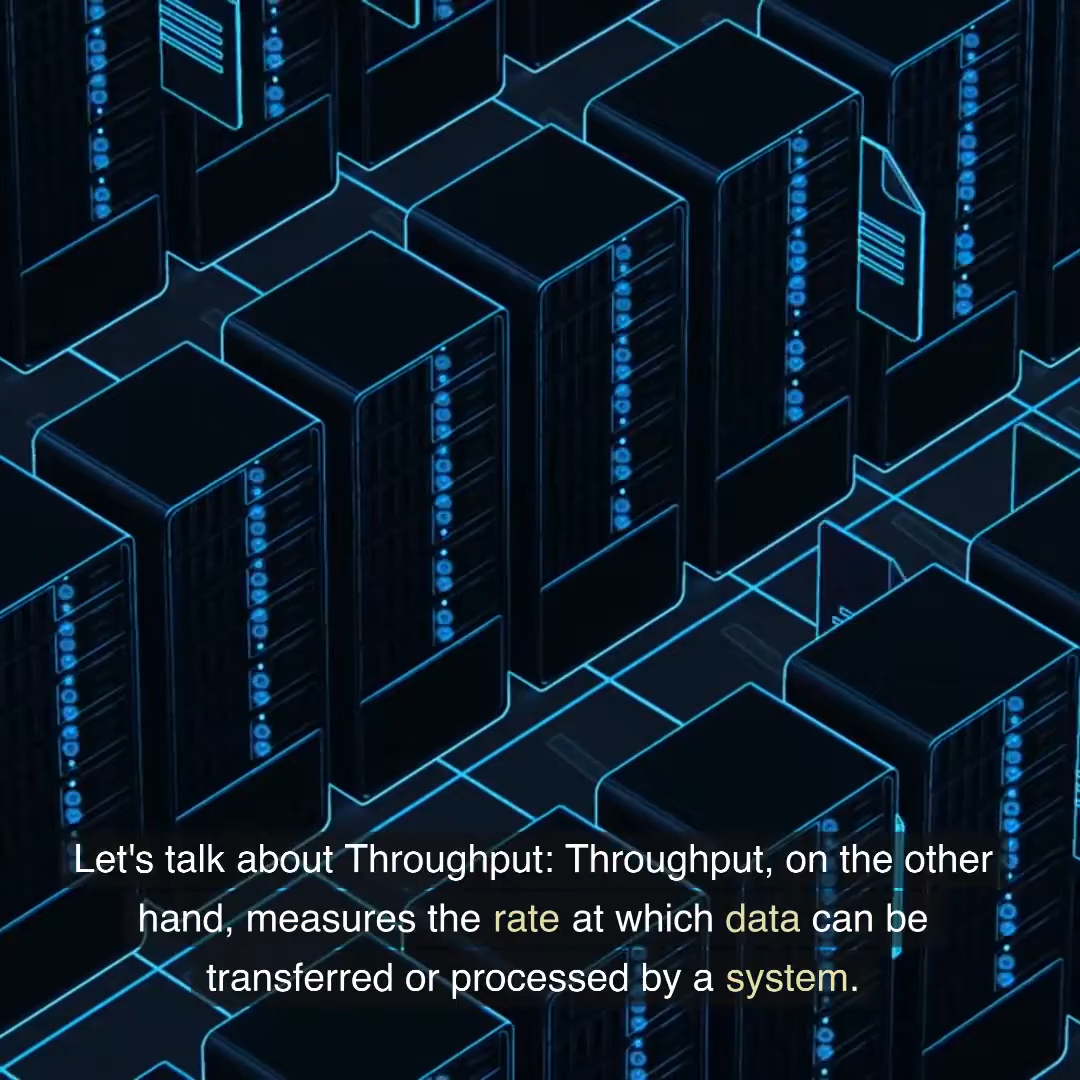 Let's talk about Throughput: Throughput, on the other
hand, measures the rate at which data can be
transferred or processed by a system.